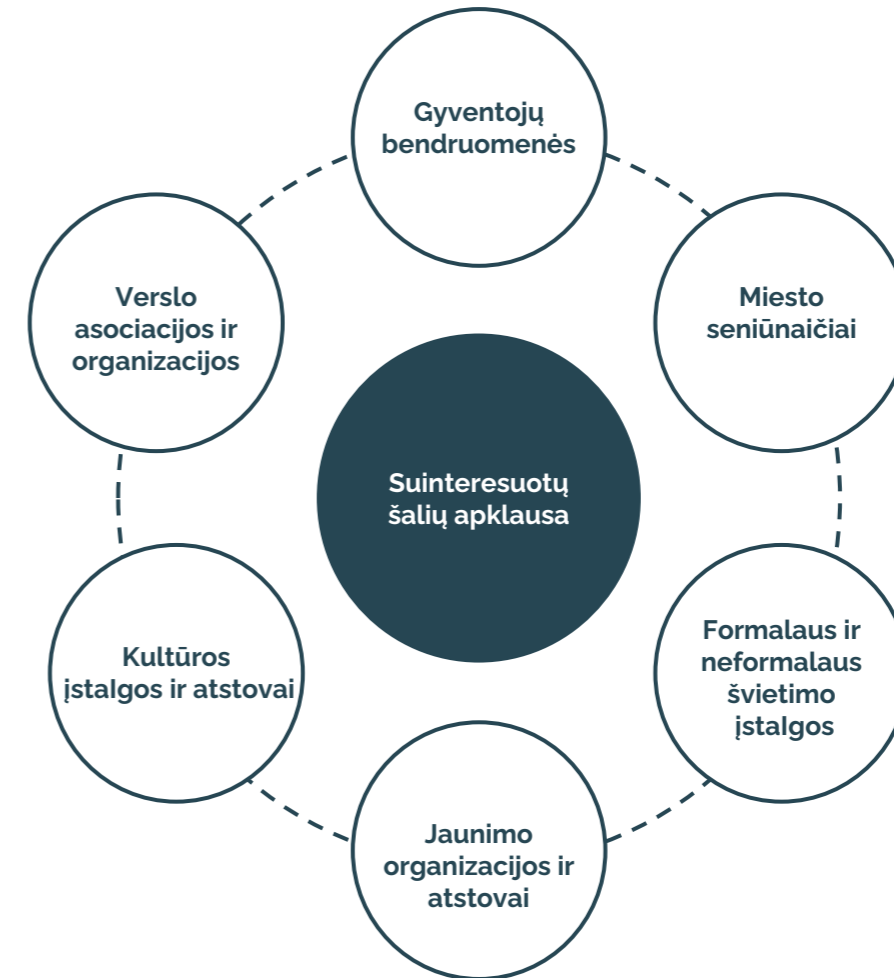 Gyventojų
bendruomenės
Verslo
asociacijos ir
organizacijos
Miesto
seniūnaičiai
Suinteresuotų
šalių apklausa
Kultūros
įstaIgos ir atstovai
Formalaus ir
neformalaus
švietimo
įstaIgos
Jaunimo
organizacijos ir
atstovai